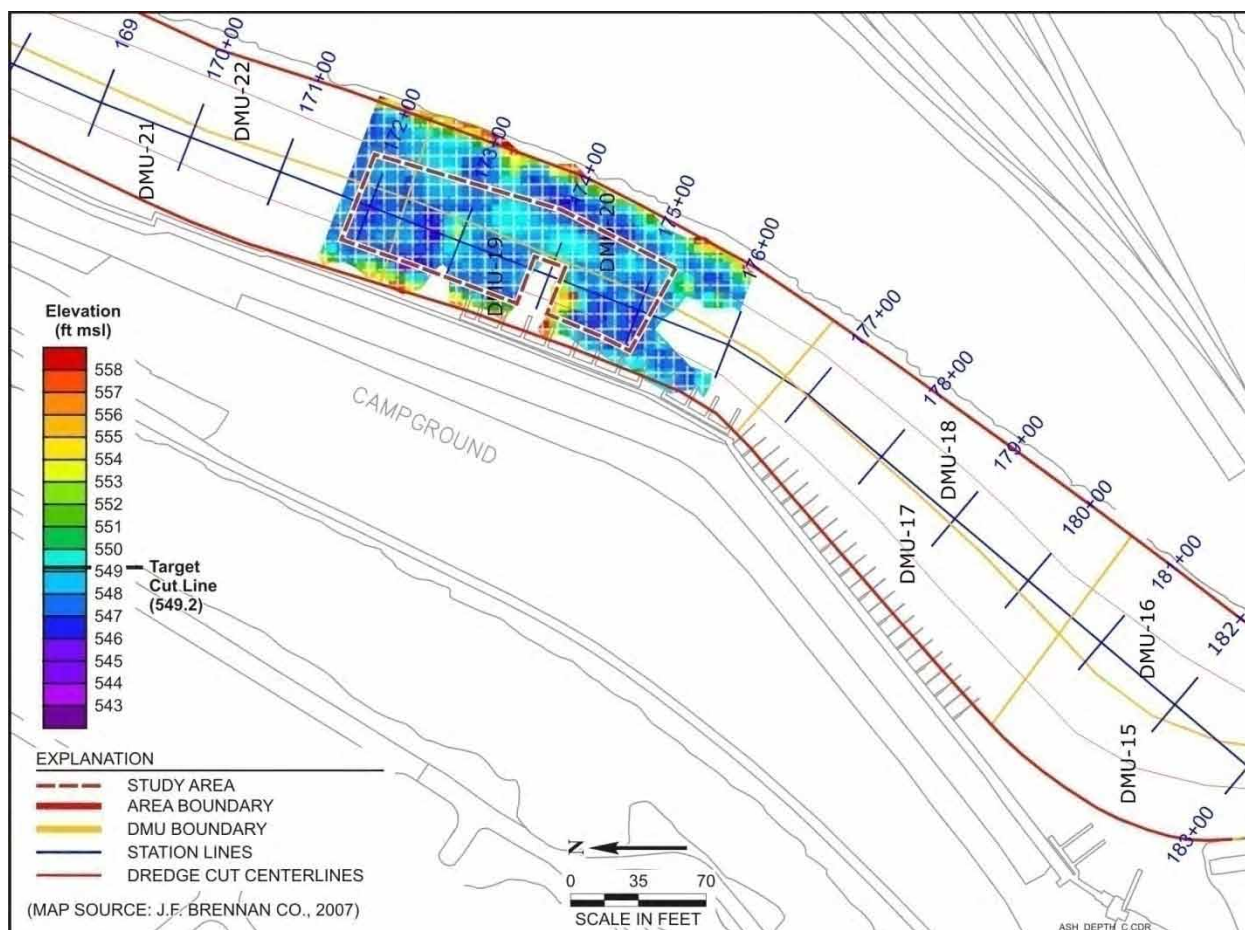 169
170+00
171+00
172+00
173+00
174+00
175+00
176+00
177+00
178+00
179+00
180+00
181+00
182+
183+00
DMU-21
DMU-22
DMU-19
DMU-20
DMU-18
DMU-17
DMU-16
DMU-15
CAMPGROUND
Elevation
(ft msl)
558
557
556
555
554
553
552
551
550
549
548
547
546
545
544
543
Target
Cut Line
(549.2)
EXPLANATION
STUDY AREA
AREA BOUNDARY
DMU BOUNDARY
STATION LINES
DREDGE CUT CENTERLINES
(MAP SOURCE: J.F. BRENNAN CO., 2007)
N
0 35 70
SCALE IN FEET
ASH_DEPTH_C.CDR